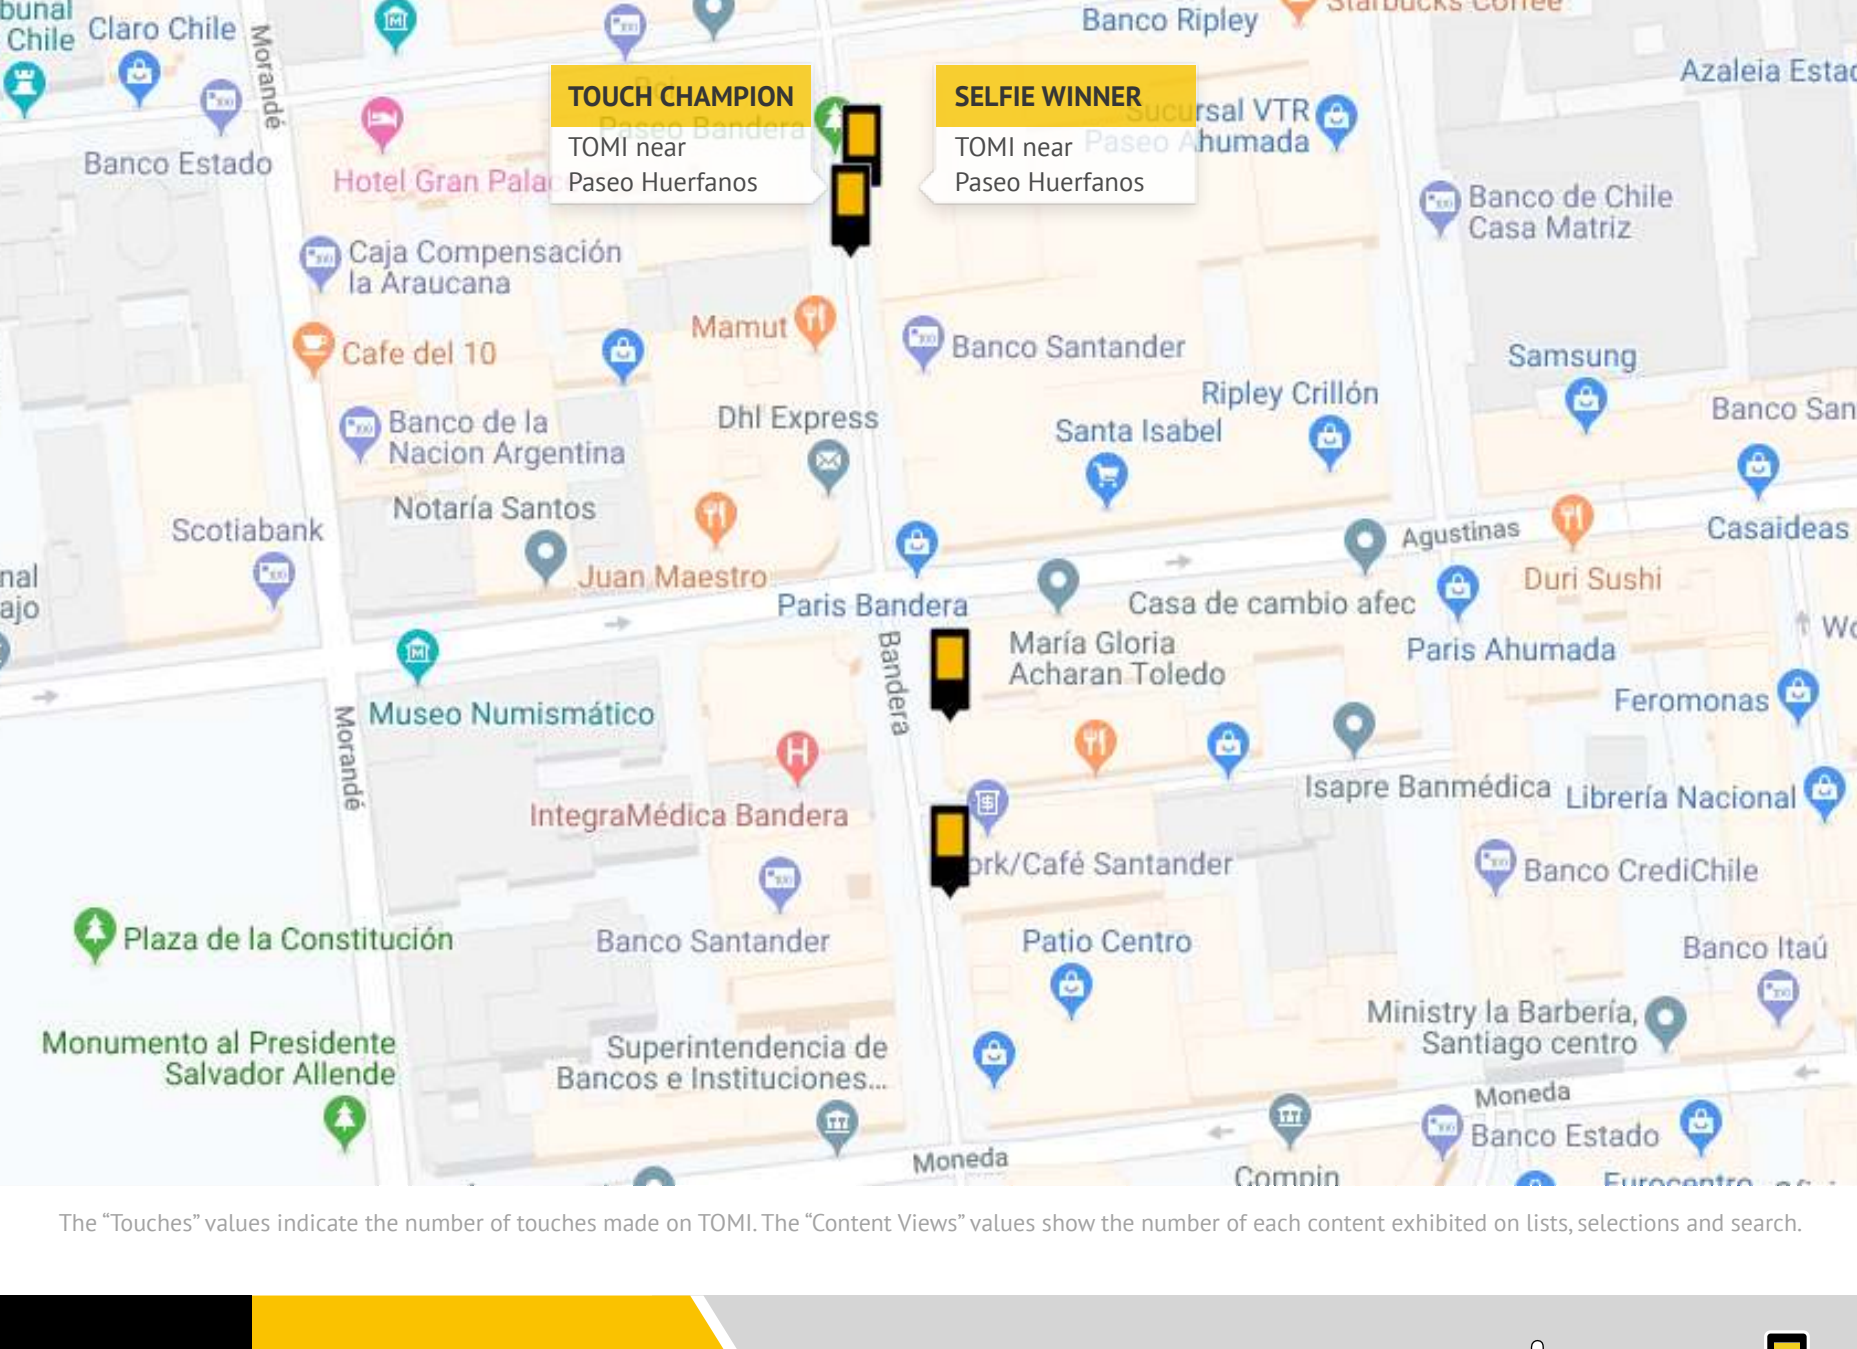 bunal
Chile
Claro Chile
Morandé
Banco Ripley
Starbucks Coffee
Azaleia Estac
TOUCH CHAMPION
TOMI near
Paseo Huerfanos
SELFIE WINNER
TOMI near
Paseo Huerfanos
Paseo Bandera
Sucursal VTR
Paseo Ahumada
Banco Estado
Hotel Gran Palac
Banco de Chile
Casa Matriz
Caja Compensación
la Araucana
Mamut
Cafe del 10
Banco Santander
Samsung
Ripley Crillón
Banco San
Dhl Express
Santa Isabel
Banco de la
Nacion Argentina
Notaría Santos
Scotiabank
Agustinas
Casaideas
nal
ajo
Juan Maestro
Duri Sushi
Paris Bandera
Casa de cambio afec
Wo
Bandera
María Gloria
Acharan Toledo
Paris Ahumada
Feromonas
Museo Numismático
Morandé
Isapre Banmédica
Librería Nacional
IntegraMédica Bandera
ork/Café Santander
Banco CrediChile
Plaza de la Constitución
Banco Santander
Patio Centro
Banco Itaú
Ministry la Barbería,
Santiago centro
Monumento al Presidente
Salvador Allende
Superintendencia de
Bancos e Instituciones...
Moneda
Banco Estado
Moneda
Compin
Eurocentro
The “Touches” values indicate the number of touches made on TOMI. The “Content Views” values show the number of each content exhibited on lists, selections and search.